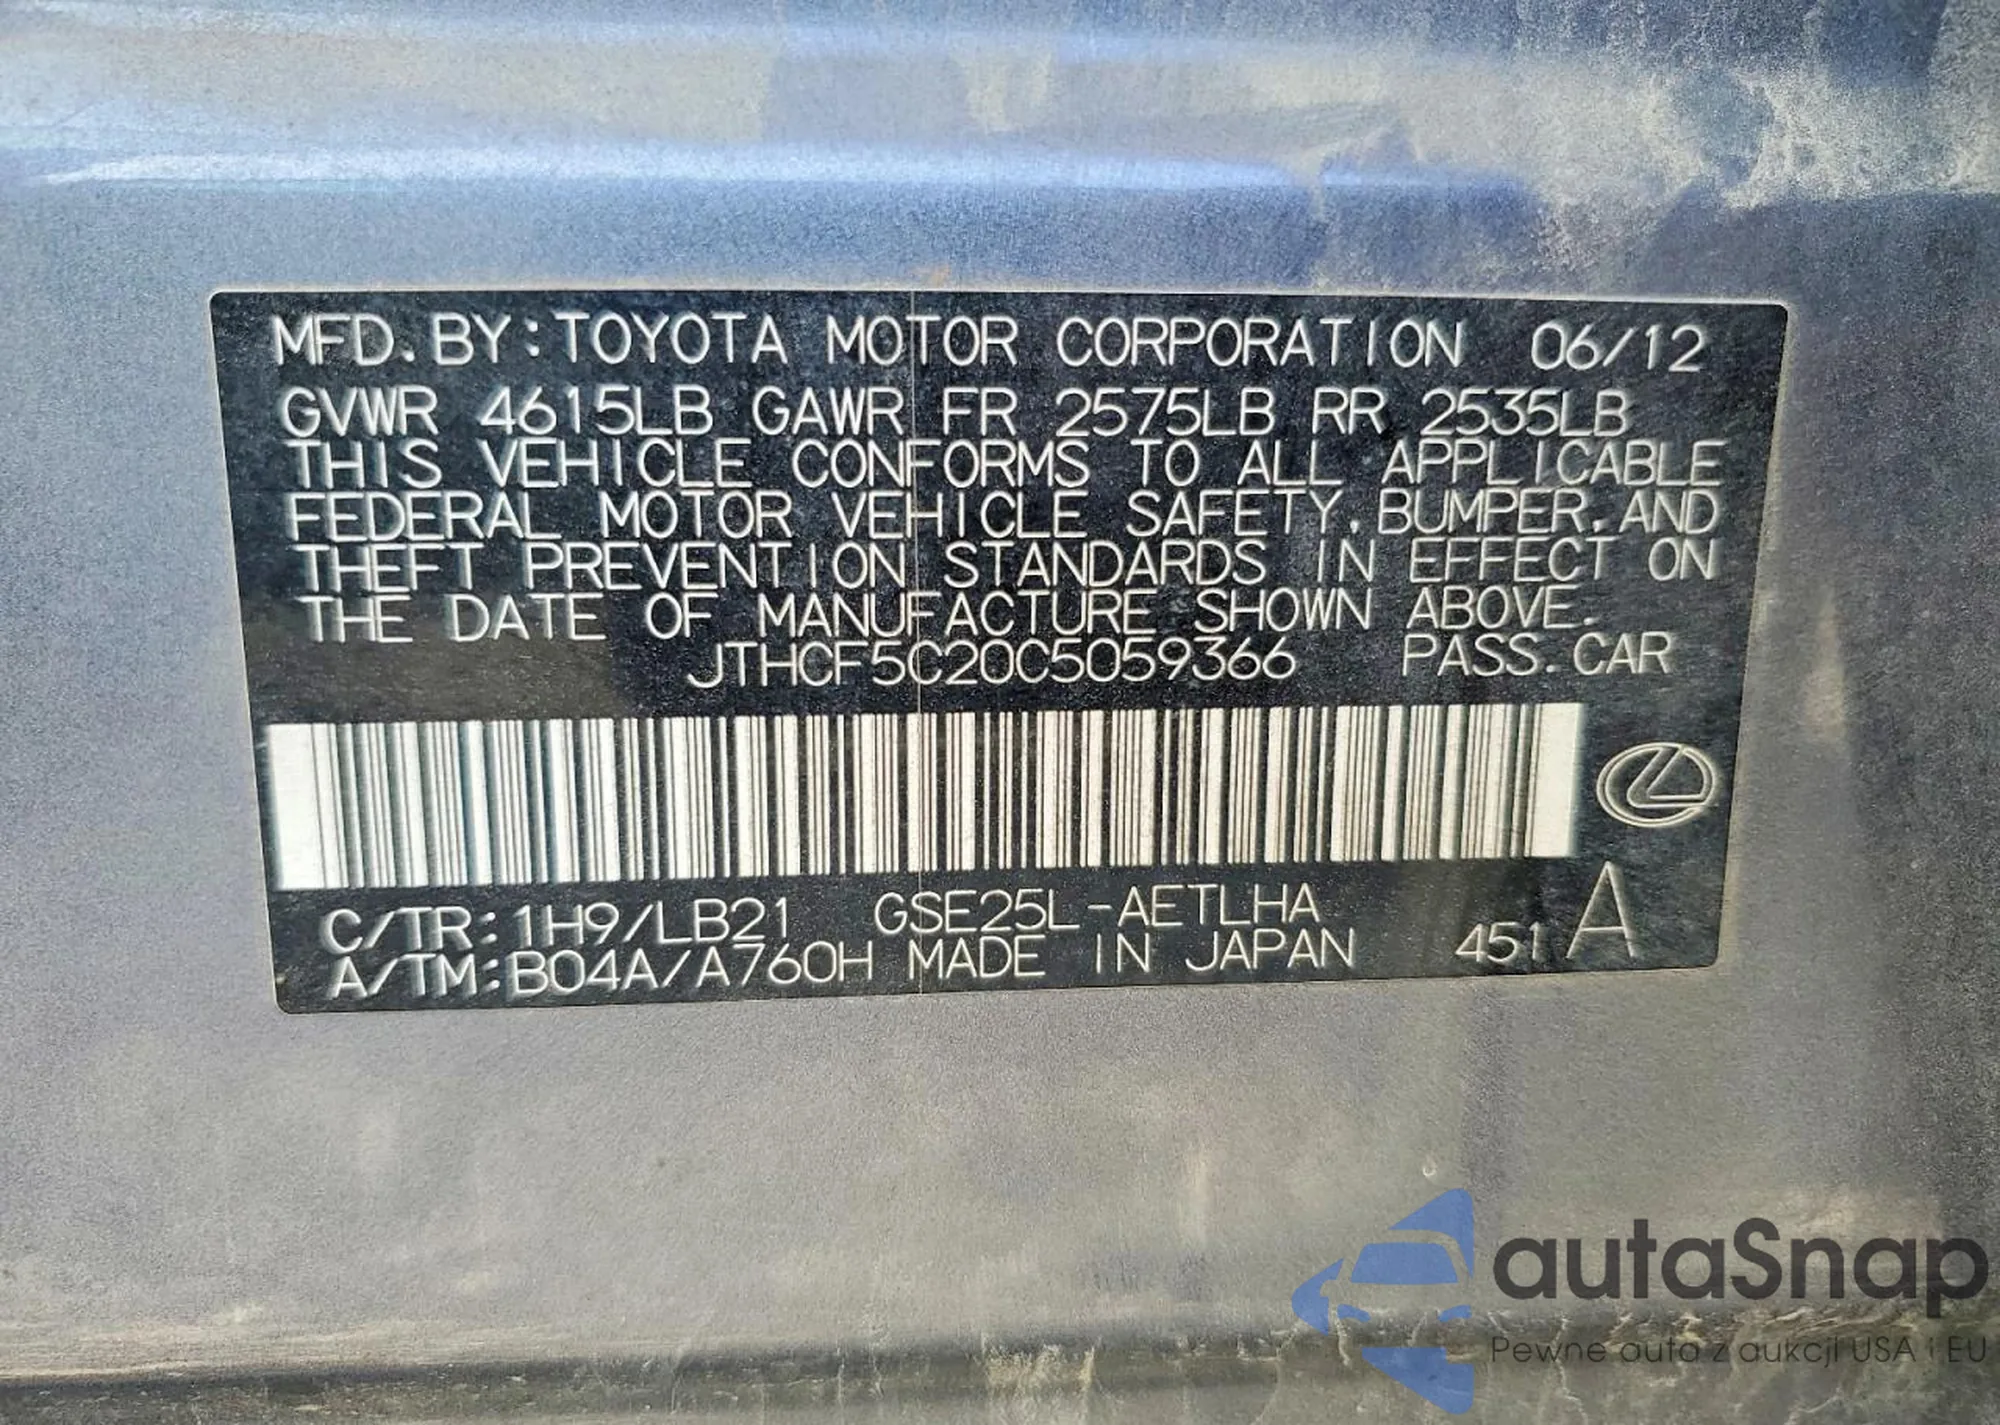 MFD. BY: TOYOTA MOTOR CORPORATION 06/12
GVWR 4615LB GAWR FR 2575LB RR 2535LB
THIS VEHICLE CONFORMS TO ALL APPLICABLE
FEDERAL MOTOR VEHICLE SAFETY, BUMPER, AND
THEFT PREVENTION STANDARDS IN EFFECT ON
THE DATE OF MANUFACTURE SHOWN ABOVE.
JTHCF5C20C5059366 PASS. CAR
C/TR: 1H9/LB21 GSE25L-AETLHA
A/TM: B04A/A760H MADE IN JAPAN 451 A
autaSnap
Pewne auta z aukcji USA i EU